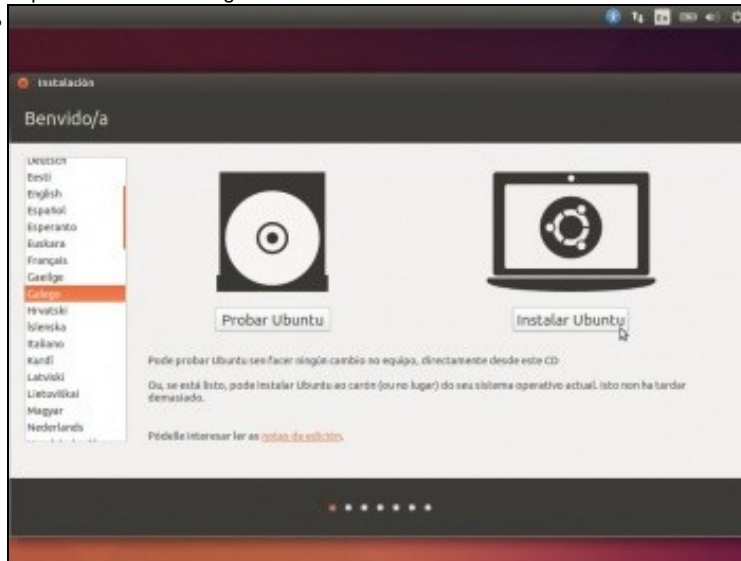 En
Instalación
Benvido/a
Deutsch
Eesti
English
Español
Esperanto
Euskara
Français
Gaeilge
Galego
Hrvatski
Íslenska
Italiano
Kurdî
Latviski
Lietuviškai
Magyar
Nederlands
Probar Ubuntu
Instalar Ubuntu
Pode probar Ubuntu sen facer ningún cambio no equipo, directamente desde este CD
Ou, se está listo, pode instalar Ubuntu ao carón (ou no lugar) do seu sistema operativo actual. Isto non ha tardar
demasiado.
Pódelle interesar ler as notas da edición.